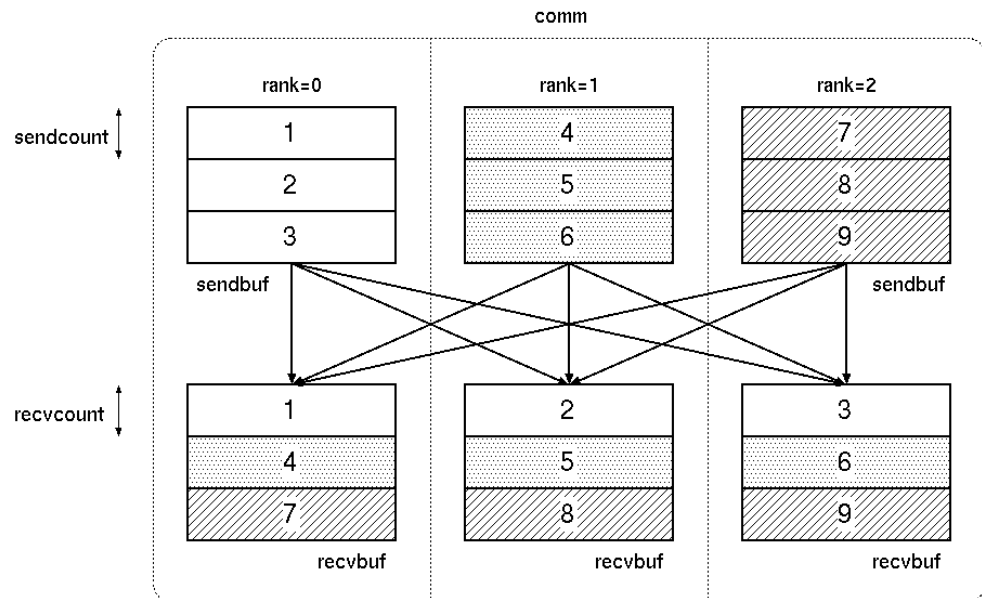 comm
rank=0 rank=1 rank=2
sendcount
1 4 7
2 5 8
3 6 9
sendbuf sendbuf
recvcount
1 2 3
4 5 6
7 8 9
recvbuf recvbuf recvbuf